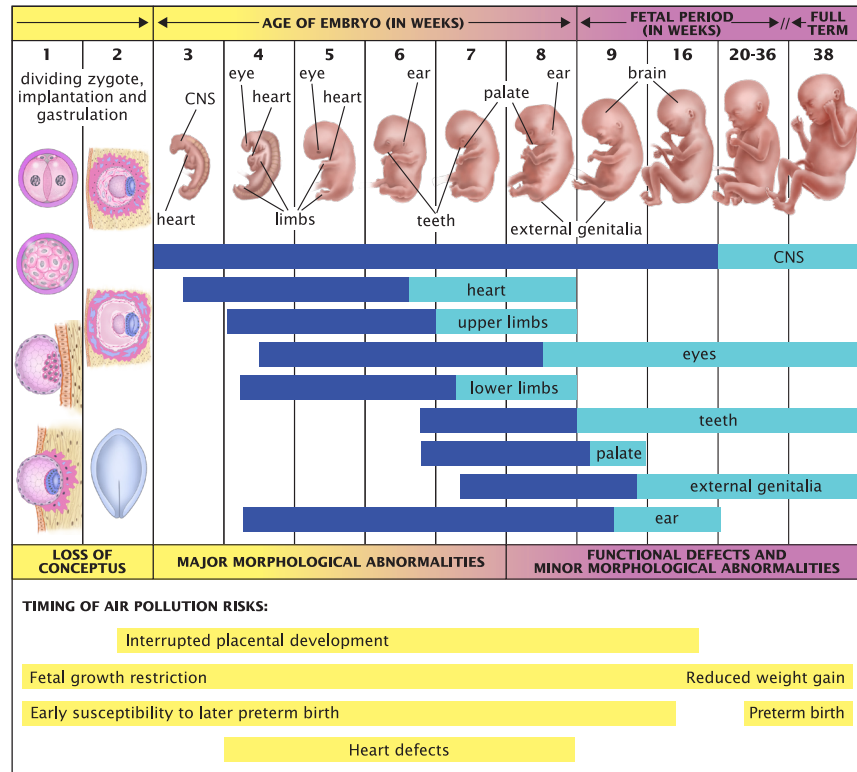 AGE OF EMBRYO (IN WEEKS)
FETAL PERIOD
(IN WEEKS)
FULL
TERM
1
2
3
4
5
6
7
8
9
16
20-36
38
dividing zygote,
implantation and
gastrulation
CNS
heart
eye
heart
limbs
eye
heart
ear
teeth
palate
ear
external genitalia
brain
CNS
heart
upper limbs
eyes
lower limbs
teeth
palate
external genitalia
ear
LOSS OF
CONCEPTUS
MAJOR MORPHOLOGICAL ABNORMALITIES
FUNCTIONAL DEFECTS AND
MINOR MORPHOLOGICAL ABNORMALITIES
TIMING OF AIR POLLUTION RISKS:
Interrupted placental development
Fetal growth restriction
Reduced weight gain
Early susceptibility to later preterm birth
Preterm birth
Heart defects